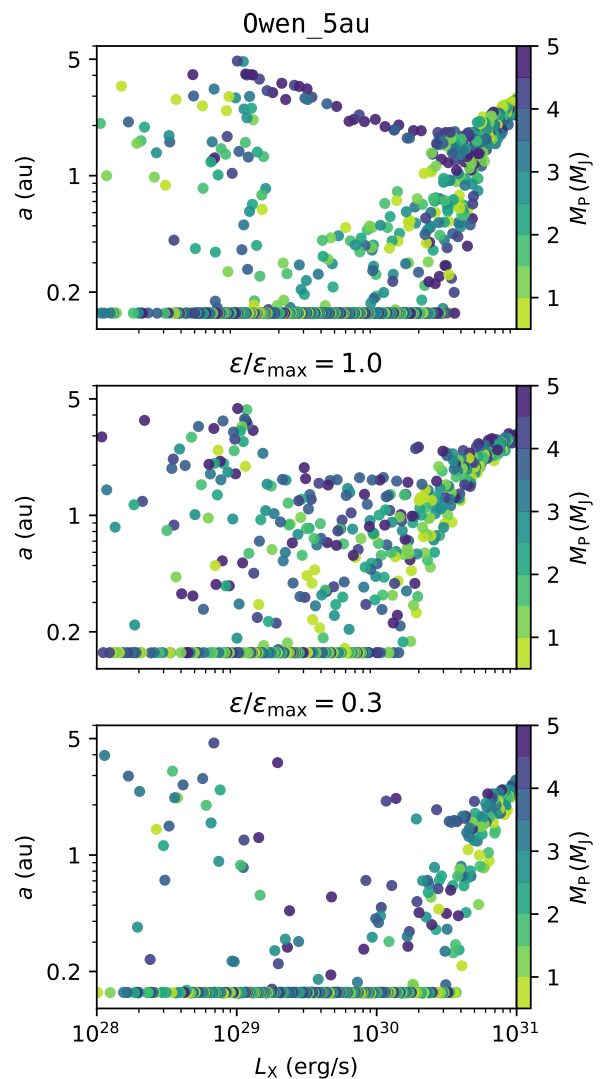 Owen_5au
5
1
0.2
a (au)
5
4
3
2
1
M_P (M_J)
ε/ε_max = 1.0
5
1
0.2
a (au)
5
4
3
2
1
M_P (M_J)
ε/ε_max = 0.3
5
1
0.2
a (au)
5
4
3
2
1
M_P (M_J)
10^28 10^29 10^30 10^31
L_X (erg/s)